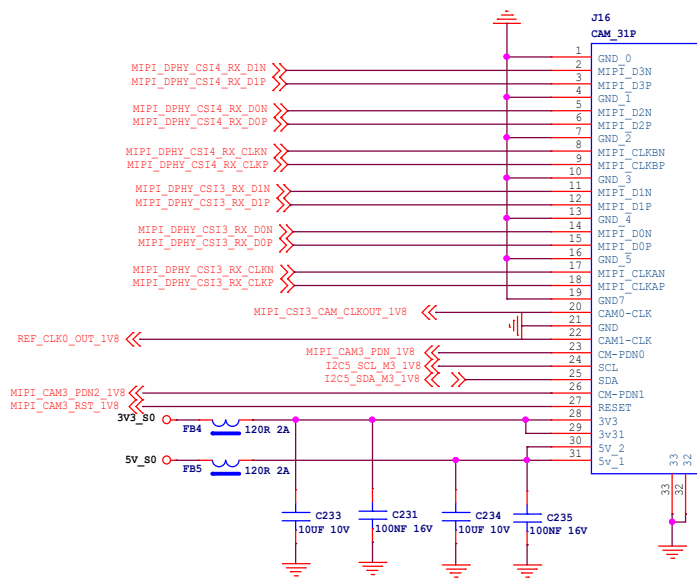 J16
CAM_31P
1 GND_0
MIPI_DPHY_CSI4_RX_D1N 2 MIPI_D3N
MIPI_DPHY_CSI4_RX_D1P 3 MIPI_D3P
4 GND_1
MIPI_DPHY_CSI4_RX_D0N 5 MIPI_D2N
MIPI_DPHY_CSI4_RX_D0P 6 MIPI_D2P
7 GND_2
MIPI_DPHY_CSI4_RX_CLKN 8 MIPI_CLKBN
MIPI_DPHY_CSI4_RX_CLKP 9 MIPI_CLKBP
10 GND_3
MIPI_DPHY_CSI3_RX_D1N 11 MIPI_D1N
MIPI_DPHY_CSI3_RX_D1P 12 MIPI_D1P
13 GND_4
MIPI_DPHY_CSI3_RX_D0N 14 MIPI_D0N
MIPI_DPHY_CSI3_RX_D0P 15 MIPI_D0P
16 GND_5
MIPI_DPHY_CSI3_RX_CLKN 17 MIPI_CLKAN
MIPI_DPHY_CSI3_RX_CLKP 18 MIPI_CLKAP
19 GND7
MIPI_CSI3_CAM_CLKOUT_1V8 20 CAM0-CLK
21 GND
REF_CLK0_OUT_1V8 22 CAM1-CLK
MIPI_CAM3_PDN_1V8 23 CM-PDN0
I2C5_SCL_M3_1V8 24 SCL
I2C5_SDA_M3_1V8 25 SDA
MIPI_CAM3_PDN2_1V8 26 CM-PDN1
MIPI_CAM3_RST_1V8 27 RESET
3V3_S0 28 3V3
FB4 120R 2A 29 3v31
30 5V_2
5V_S0 31 5v_1
FB5 120R 2A
33 32
33 32
C233 C231 C234 C235
10UF 10V 100NF 16V 10UF 10V 100NF 16V